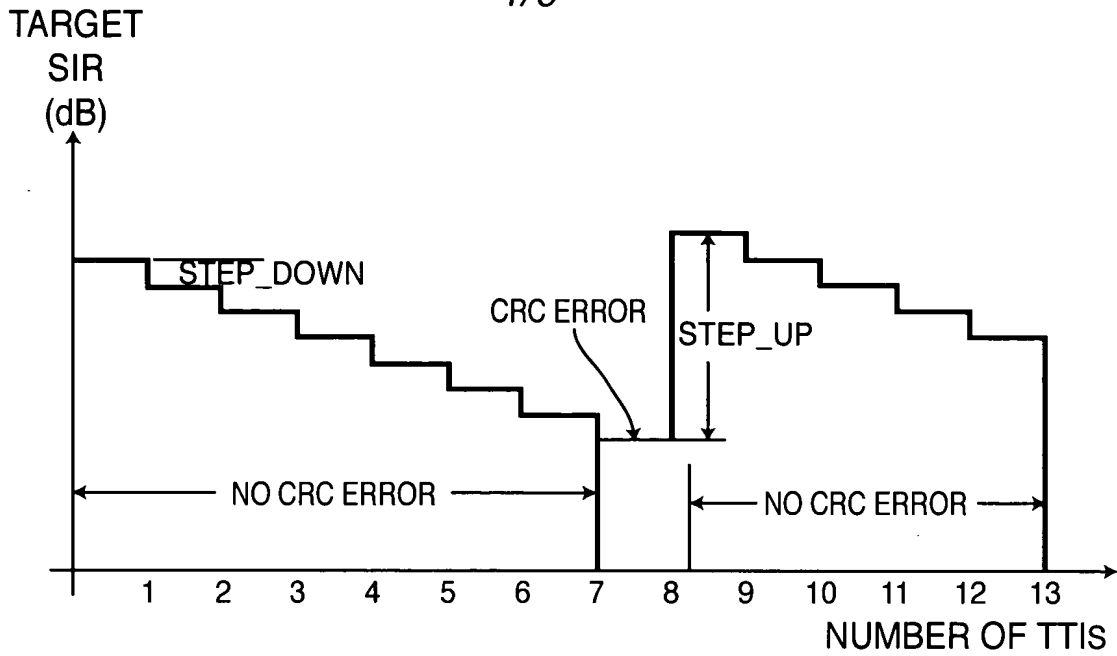 TARGET
SIR
(dB)
STEP_DOWN
CRC ERROR
STEP_UP
NO CRC ERROR
NO CRC ERROR
1 2 3 4 5 6 7 8 9 10 11 12 13
NUMBER OF TTIS